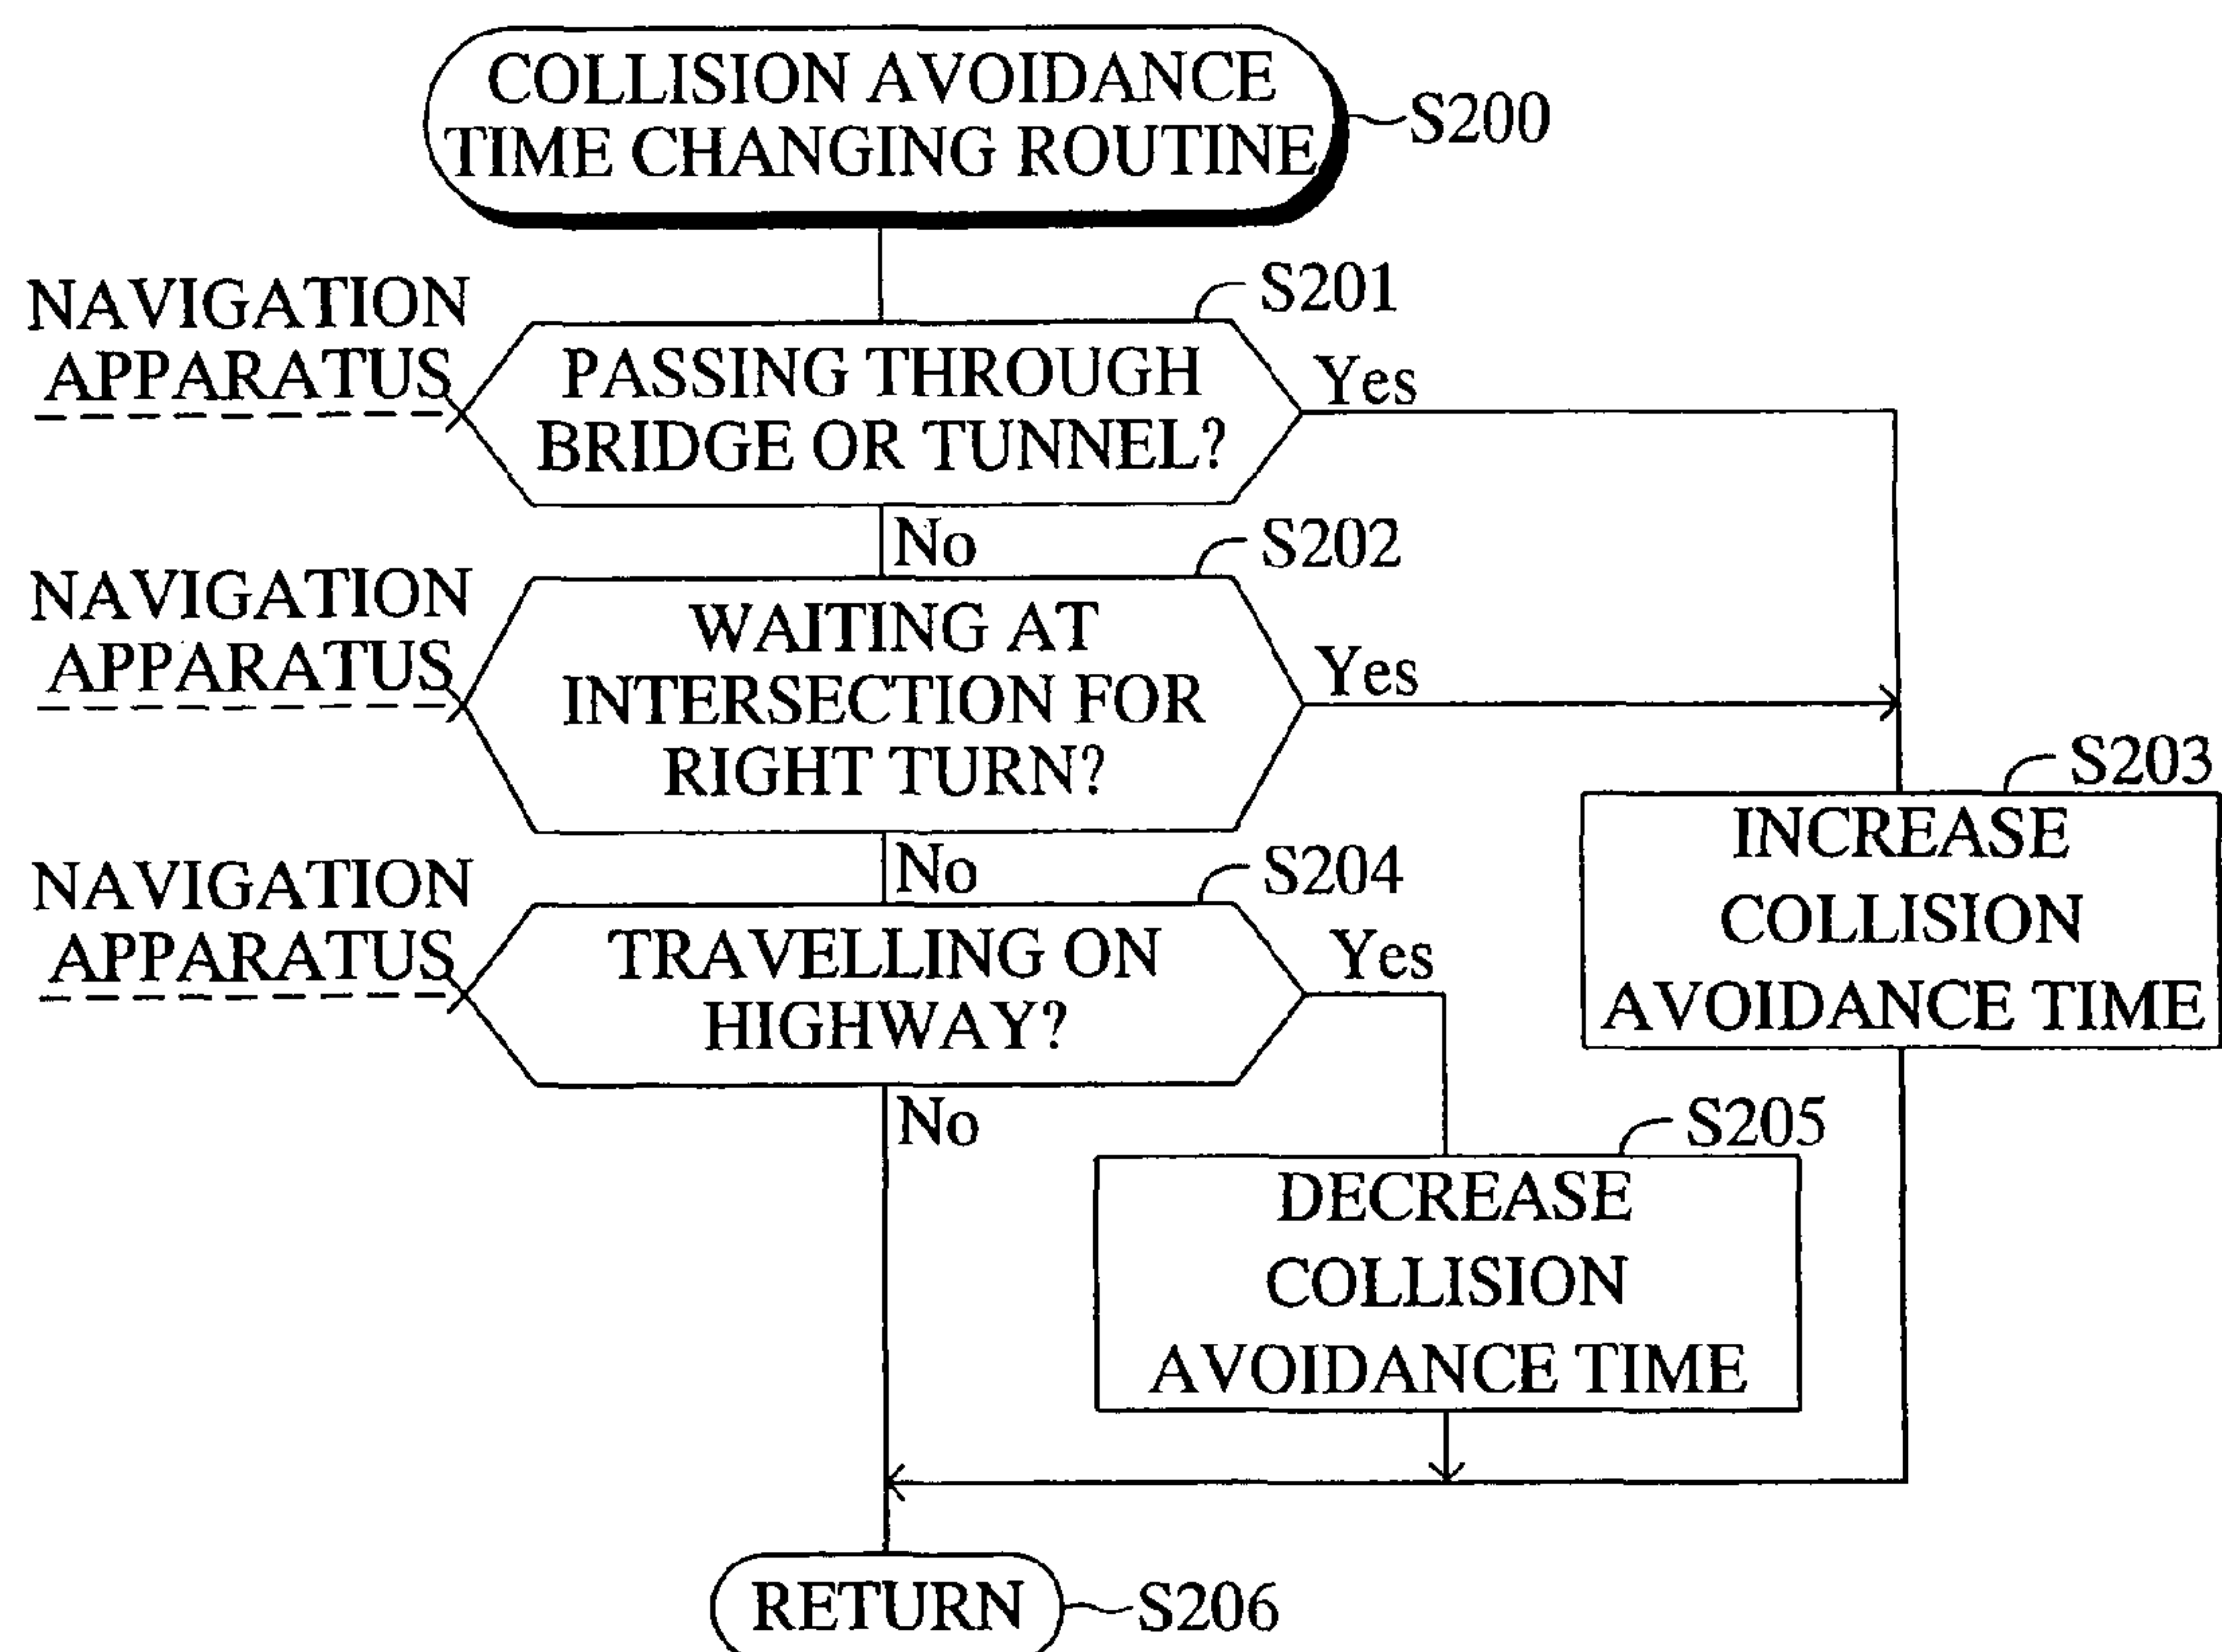 COLLISION AVOIDANCE
TIME CHANGING ROUTINE
S200
NAVIGATION
APPARATUS
S201
PASSING THROUGH
BRIDGE OR TUNNEL?
Yes
No
NAVIGATION
APPARATUS
S202
WAITING AT
INTERSECTION FOR
RIGHT TURN?
Yes
No
S203
INCREASE
COLLISION
AVOIDANCE TIME
NAVIGATION
APPARATUS
S204
TRAVELLING ON
HIGHWAY?
Yes
No
S205
DECREASE
COLLISION
AVOIDANCE TIME
RETURN
S206